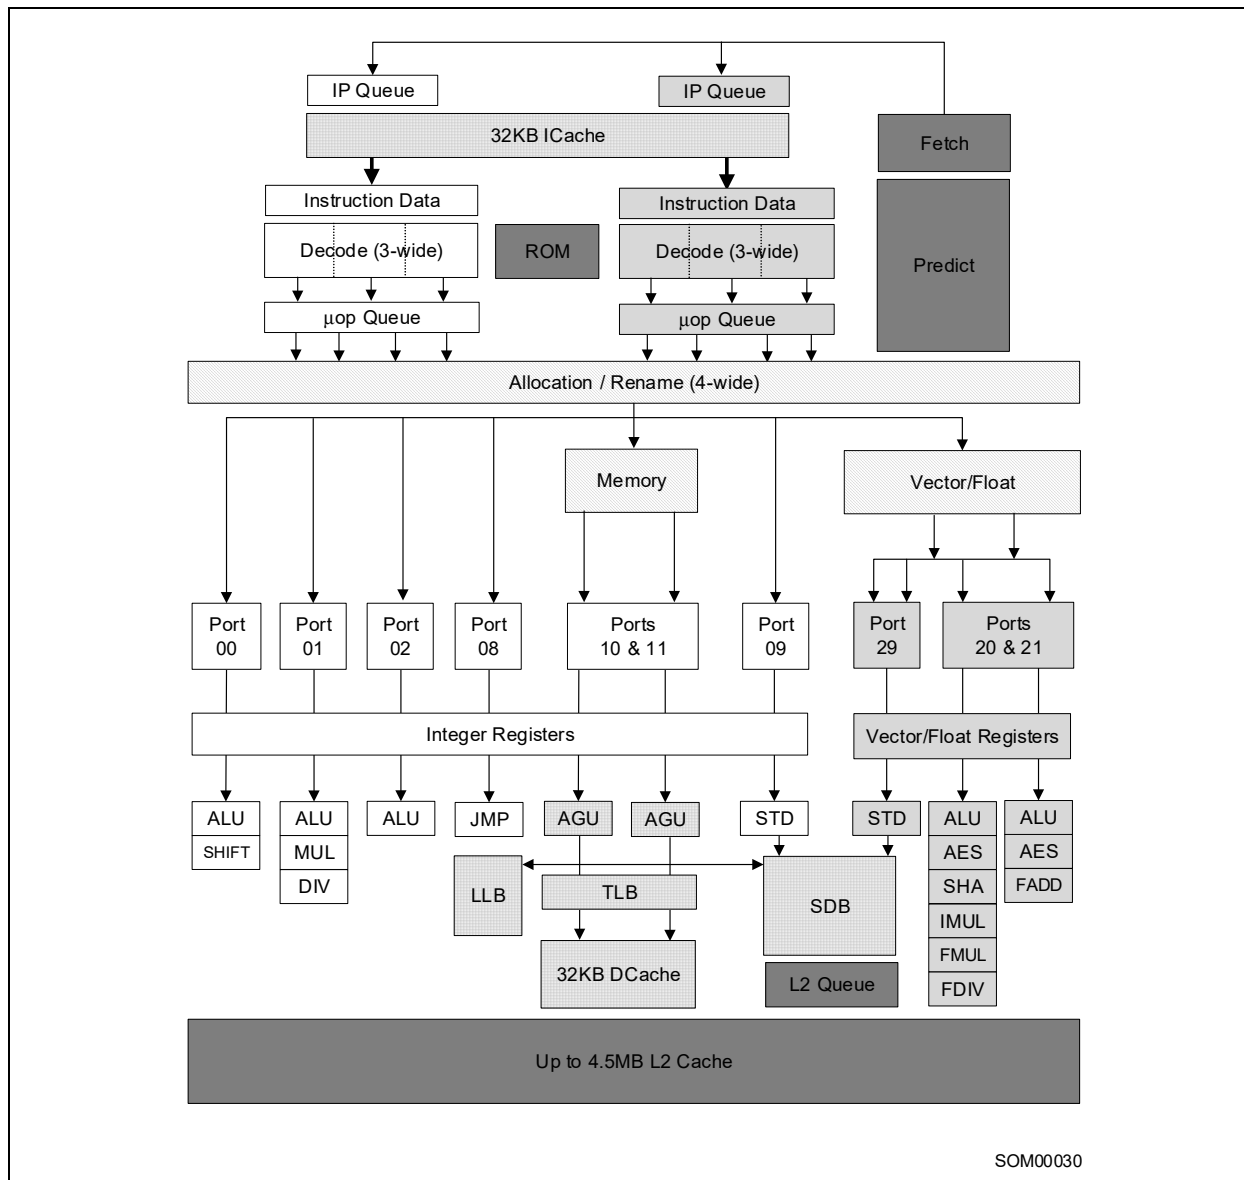 IP Queue
IP Queue
32KB ICache
Fetch
Instruction Data
Instruction Data
Decode (3-wide)
ROM
Decode (3-wide)
Predict
μop Queue
μop Queue
Allocation / Rename (4-wide)
Memory
Vector/Float
Port
00
Port
01
Port
02
Port
08
Ports
10 & 11
Port
09
Port
29
Ports
20 & 21
Integer Registers
Vector/Float Registers
ALU
SHIFT
ALU
MUL
DIV
ALU
JMP
AGU
AGU
STD
STD
ALU
AES
SHA
IMUL
FMUL
FDIV
ALU
AES
FADD
LLB
TLB
SDB
32KB DCache
L2 Queue
Up to 4.5MB L2 Cache
SOM00030